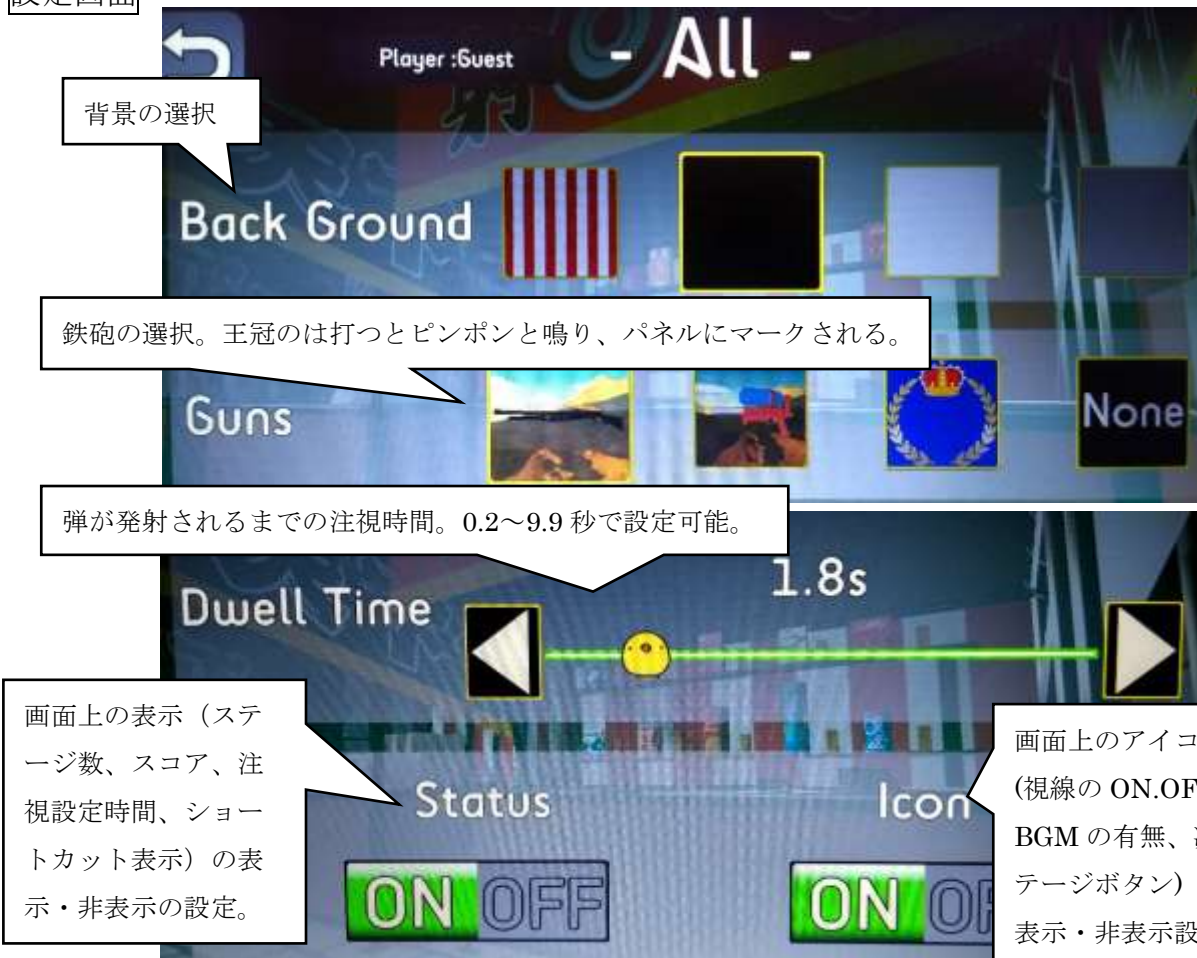 設定画面
Player :Guest
- All -
射
背景の選択
Back Ground
鉄砲の選択。王冠のは打つとピンポンと鳴り、パネルにマークされる。
Guns
None
弾が発射されるまでの注視時間。0.2～9.9 秒で設定可能。
1.8s
Dwell Time
画面上の表示（ステ
ージ数、スコア、注
視設定時間、ショー
トカット表示）の表
示・非表示の設定。
Status
ON OFF
Icon
ON
画面上のアイコ
(視線の ON.OF
BGM の有無、
テージボタン)
表示・非表示設